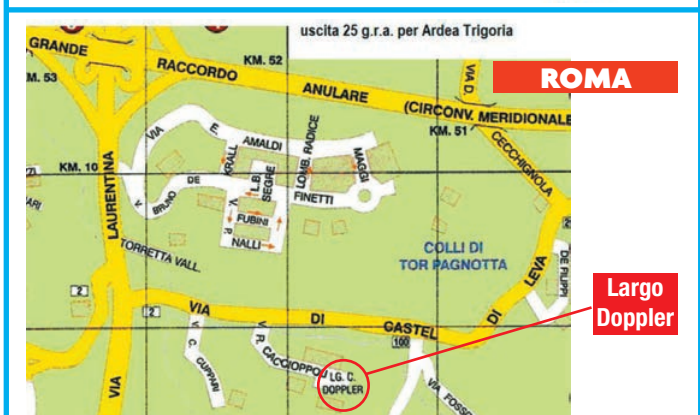 uscita 25 g.r.a. per Ardea Trigoria
ROMA
GRANDE
RACCORDO
ANULARE
(CIRCONV. MERIDIONALE
KM. 53
KM. 52
KM. 51
VIA D.
CECCHIGNOLA
VIA
E.
AMALDI
KRALL
L.B.
SEGRE
LOMB. RADICE
MAGGI
KM. 10
LAURENTINA
V.
BRUNO
DE
FINETTI
V. P.
FUBINI
NALLI
TORRETTA VALL.
COLLI DI
TOR PAGNOTTA
DI
LEVA
DE FILIPPI
2
2
VIA
DI
CASTEL
100
Largo
Doppler
V. C. CUPPARI
V. R. CACCIOPPOLI
LG. C.
DOPPLER
VIA
VIA FOSSO